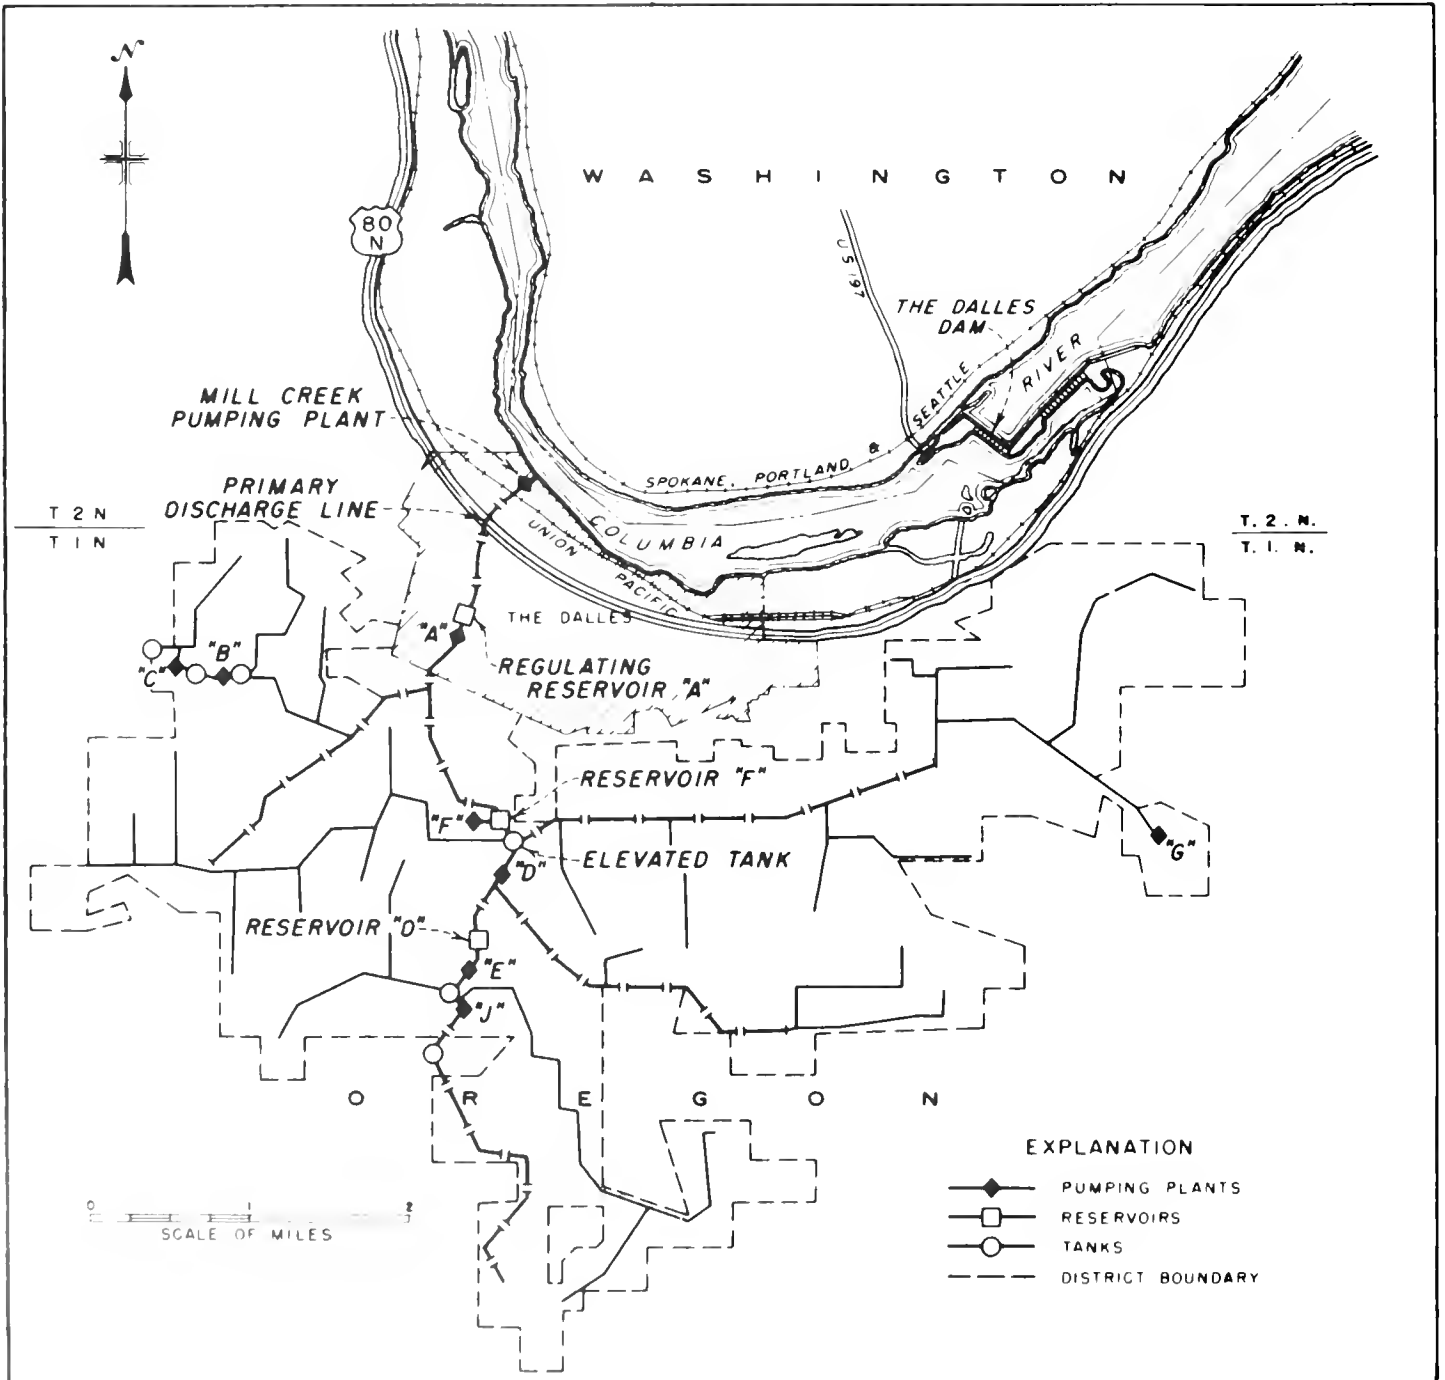 N
WASHINGTON
80
N
US 197
THE DALLES
DAM
RIVER
SEATTLE
&
SPOKANE, PORTLAND
MILL CREEK
PUMPING PLANT
PRIMARY
DISCHARGE LINE
COLUMBIA
UNION
PACIFIC
T 2 N
T 1 N
T. 2. N.
T. 1. N.
THE DALLES
"A"
REGULATING
RESERVOIR "A"
"B"
"C"
RESERVOIR "F"
"F"
ELEVATED TANK
"D"
"G"
RESERVOIR "D"
"E"
"J"
OREGON
0 1 2
SCALE OF MILES
EXPLANATION
PUMPING PLANTS
RESERVOIRS
TANKS
DISTRICT BOUNDARY